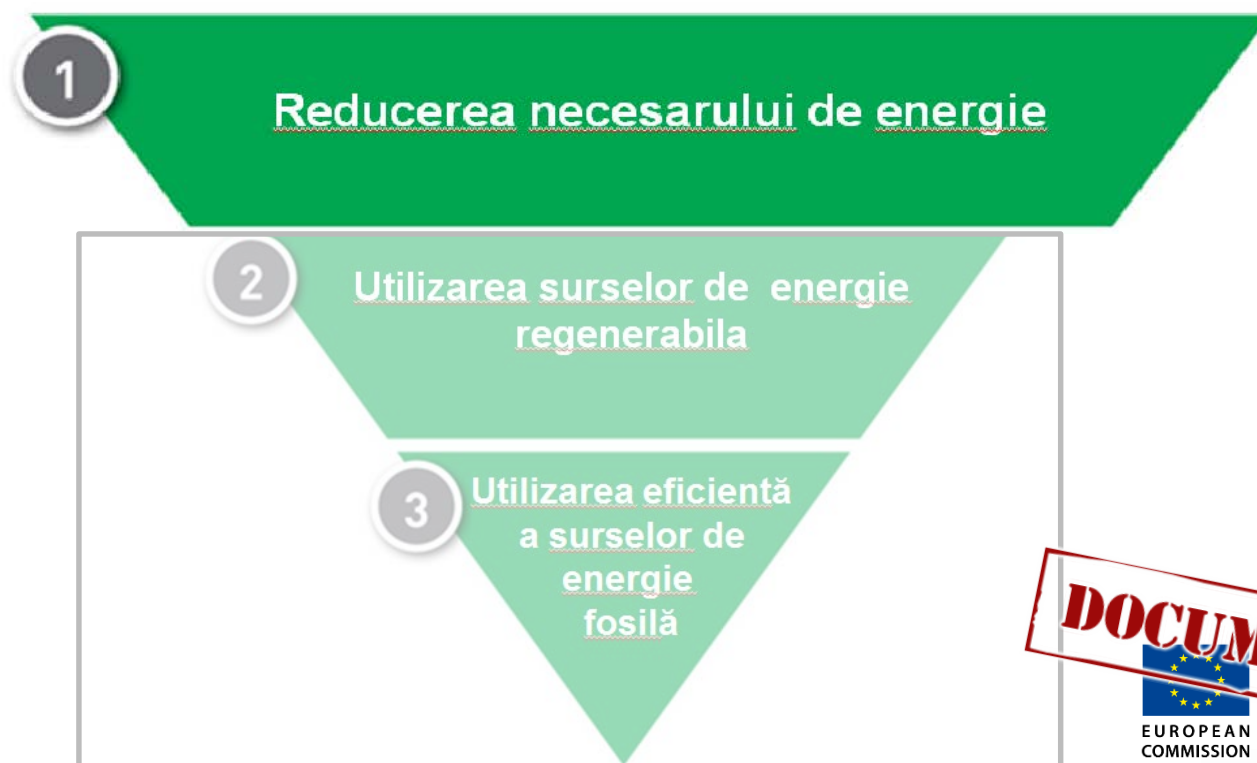 1
Reducerea necesarului de energie
2
Utilizarea surselor de energie
regenerabila
3
Utilizarea eficientă
a surselor de
energie
fosilă
DOCUM
EUROPEAN
COMMISSION